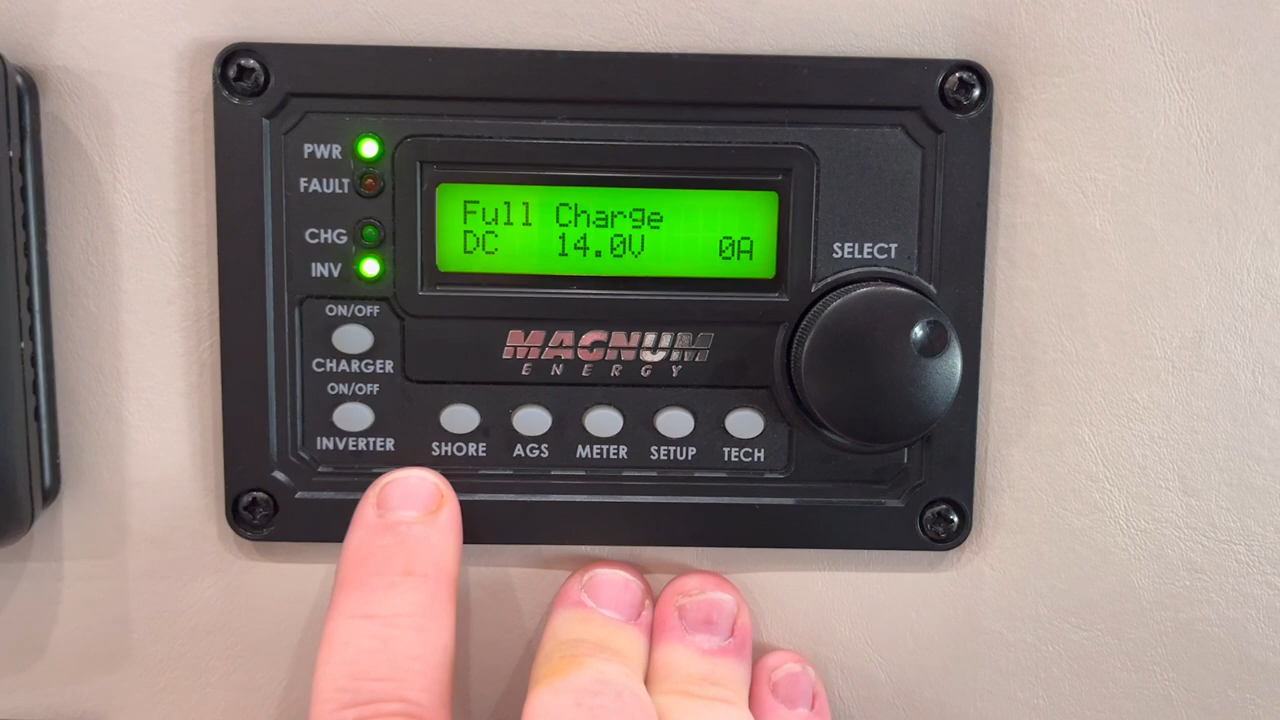 PWR
FAULT
CHG
INV
Full Charge
DC 14.0V 0A
SELECT
ON/OFF
CHARGER
ON/OFF
INVERTER
MAGNUM
ENERGY
SHORE
AGS
METER
SETUP
TECH